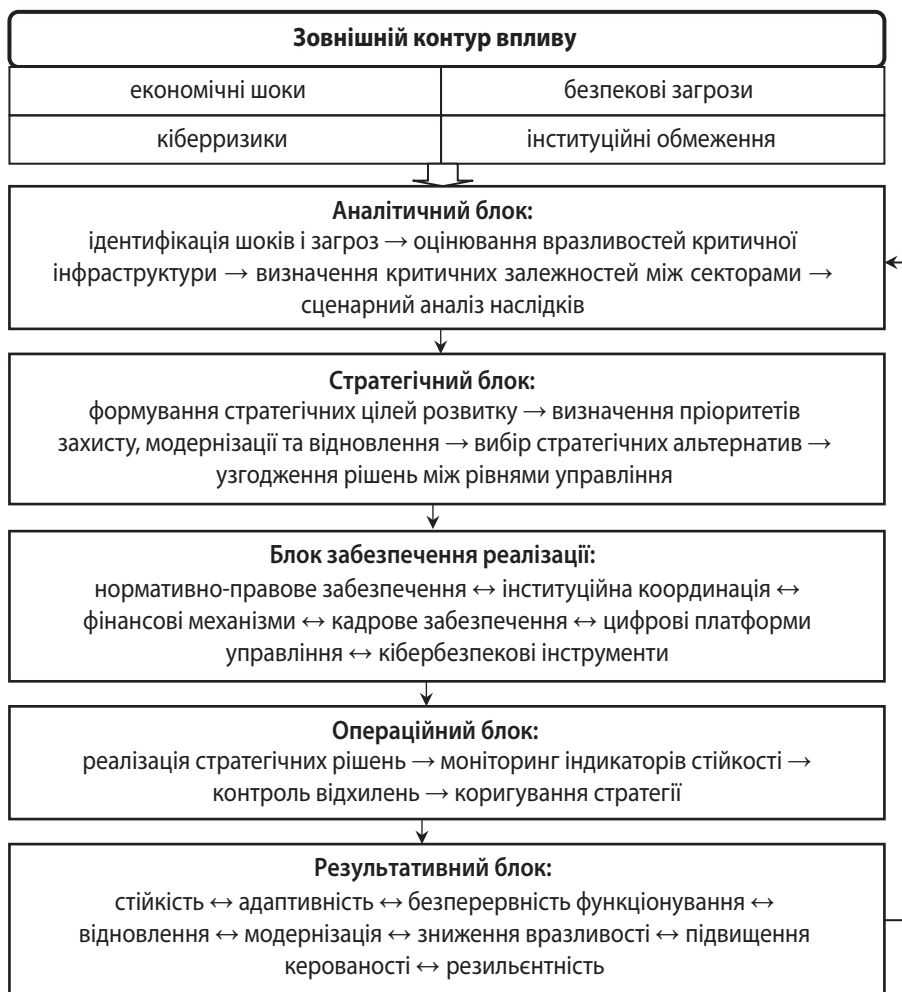 Зовнішній контур впливу
економічні шоки
безпекові загрози
кіберризики
інституційні обмеження
Аналітичний блок:
ідентифікація шоків і загроз → оцінювання вразливостей критичної
інфраструктури → визначення критичних залежностей між секторами →
сценарний аналіз наслідків
Стратегічний блок:
формування стратегічних цілей розвитку → визначення пріоритетів
захисту, модернізації та відновлення → вибір стратегічних альтернатив →
узгодження рішень між рівнями управління
Блок забезпечення реалізації:
нормативно-правове забезпечення ↔ інституційна координація ↔
фінансові механізми ↔ кадрове забезпечення ↔ цифрові платформи
управління ↔ кібербезпекові інструменти
Операційний блок:
реалізація стратегічних рішень → моніторинг індикаторів стійкості →
контроль відхилень → коригування стратегії
Результативний блок:
стійкість ↔ адаптивність ↔ безперервність функціонування ↔
відновлення ↔ модернізація ↔ зниження вразливості ↔ підвищення
керованості ↔ резильєнтність